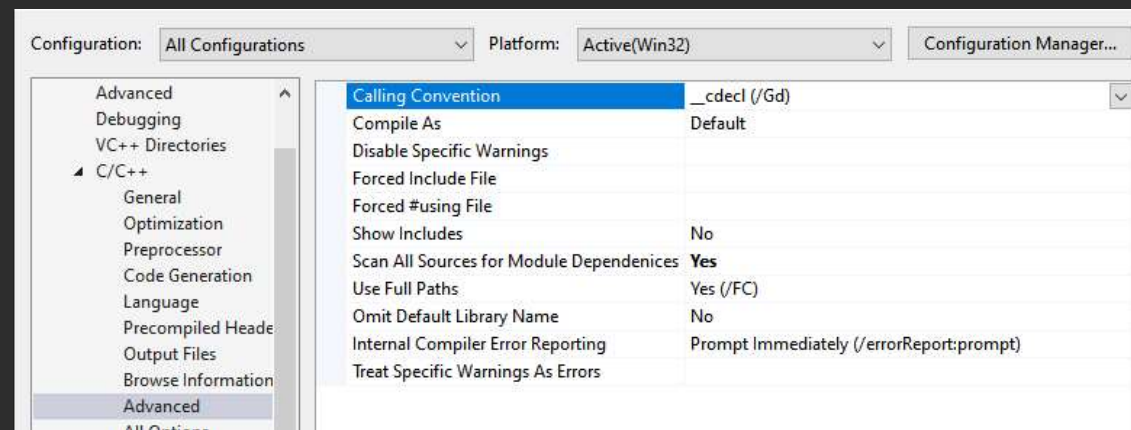 Configuration: All Configurations Platform: Active(Win32) Configuration Manager...
Advanced
Debugging
VC++ Directories
C/C++
General
Optimization
Preprocessor
Code Generation
Language
Precompiled Heade
Output Files
Browse Information
Advanced
All Options
Calling Convention __cdecl (/Gd)
Compile As Default
Disable Specific Warnings
Forced Include File
Forced #using File
Show Includes No
Scan All Sources for Module Dependenices Yes
Use Full Paths Yes (/FC)
Omit Default Library Name No
Internal Compiler Error Reporting Prompt Immediately (/errorReport:prompt)
Treat Specific Warnings As Errors